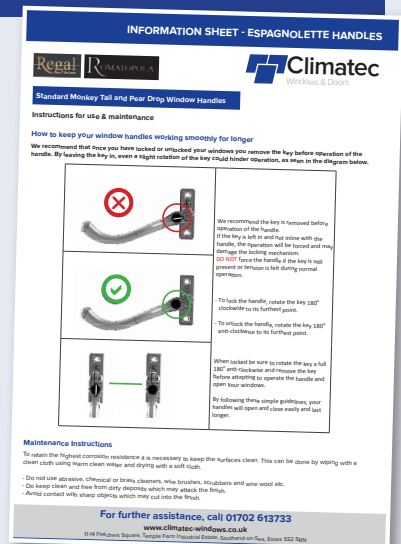 INFORMATION SHEET - ESPAGNOLETTE HANDLES
Regal
ROMATOPOLA
Climatec
Windows & Doors
Standard Monkey Tail and Pear Drop Window Handles
Instructions for use & maintenance
How to keep your window handles working smoothly for longer
We recommend that once you have locked or unlocked your windows you remove the key before operation of the
handle. By leaving the key in, even a slight rotation of the key could hinder operation, as seen in the diagram below.
We recommend the key is removed before
operation of the handle.
If the key is left in and not inline with the
handle, the operation will be forced and may
damage the locking mechanism.
DO NOT force the handle if the key is still
present or tension is felt during normal
operation.
- To lock the handle, rotate the key 180°
clockwide to its furthest point.
- To unlock the handle, rotate the key 180°
anti-clockwise to its furthest point.
When locked be sure to rotate the key a full
180° anti-clockwise and remove the key
before attepting to operate the handle and
open your windows.
By following these simple guidelines, your
handles will open and close easily and last
longer.
Maintenance Instructions
To retain the highest corrosion resistance it is necessary to keep the surfaces clean. This can be done by wiping with a
clean cloth using warm clean water and drying with a soft cloth.
- Do not use abrasive, chemical or brass cleaners, wire brushes, scrubbers and wire wool etc.
- Do keep clean and free from dirty deposits which may attack the finish.
- Avoid contact with sharp objects which may cut into the finish.
For further assistance, call 01702 613733
www.climatec-windows.co.uk
11-14 Fletchers Square, Temple Farm Industrial Estate, Southend-on-Sea, Essex SS2 5RN